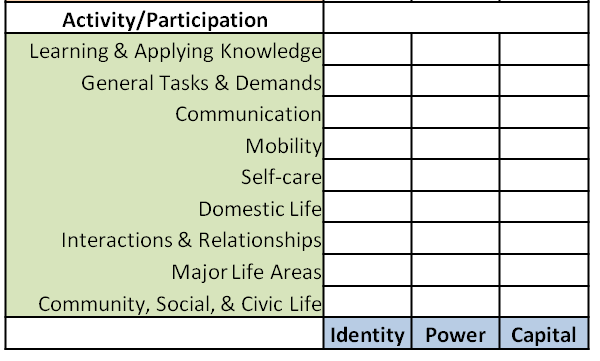 Activity/Participation
Learning & Applying Knowledge
General Tasks & Demands
Communication
Mobility
Self-care
Domestic Life
Interactions & Relationships
Major Life Areas
Community, Social, & Civic Life
Identity Power Capital